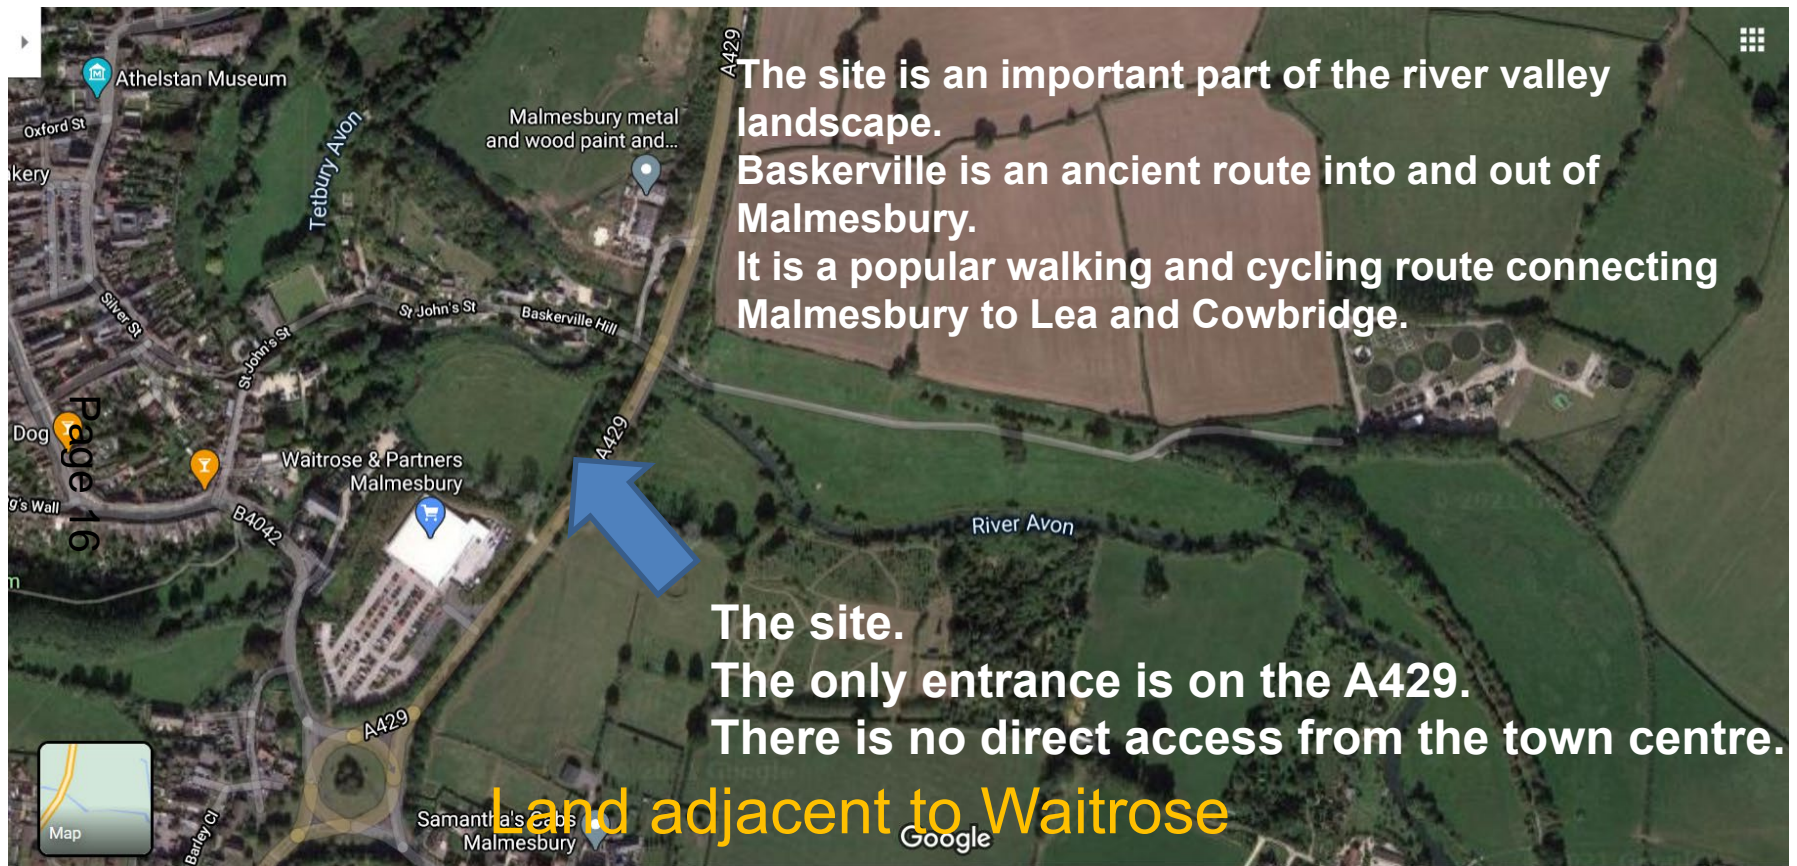 Athelstan Museum
Oxford St
kery
Tetbury Avon
Malmesbury metal
and wood paint and...
A429
The site is an important part of the river valley
landscape.
Baskerville is an ancient route into and out of
Malmesbury.
It is a popular walking and cycling route connecting
Malmesbury to Lea and Cowbridge.
Silver St
St John's St
St John's St
Baskerville Hill
Page 16
Dog
g's Wall
B4042
Waitrose & Partners
Malmesbury
A429
River Avon
The site.
The only entrance is on the A429.
There is no direct access from the town centre.
A429
Map
Barley Cl
Samantha's Cabs
Malmesbury
Land adjacent to Waitrose
Google